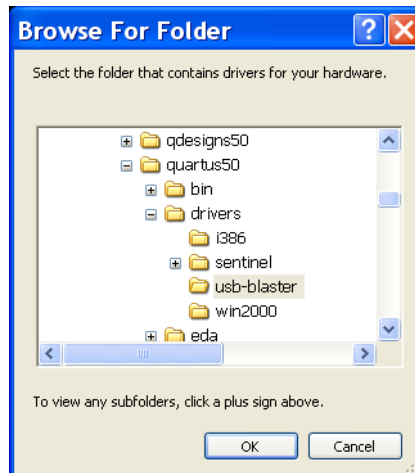 Browse For Folder
Select the folder that contains drivers for your hardware.
qdesigns50
quartus50
bin
drivers
i386
sentinel
usb-blaster
win2000
eda
To view any subfolders, click a plus sign above.
OK Cancel